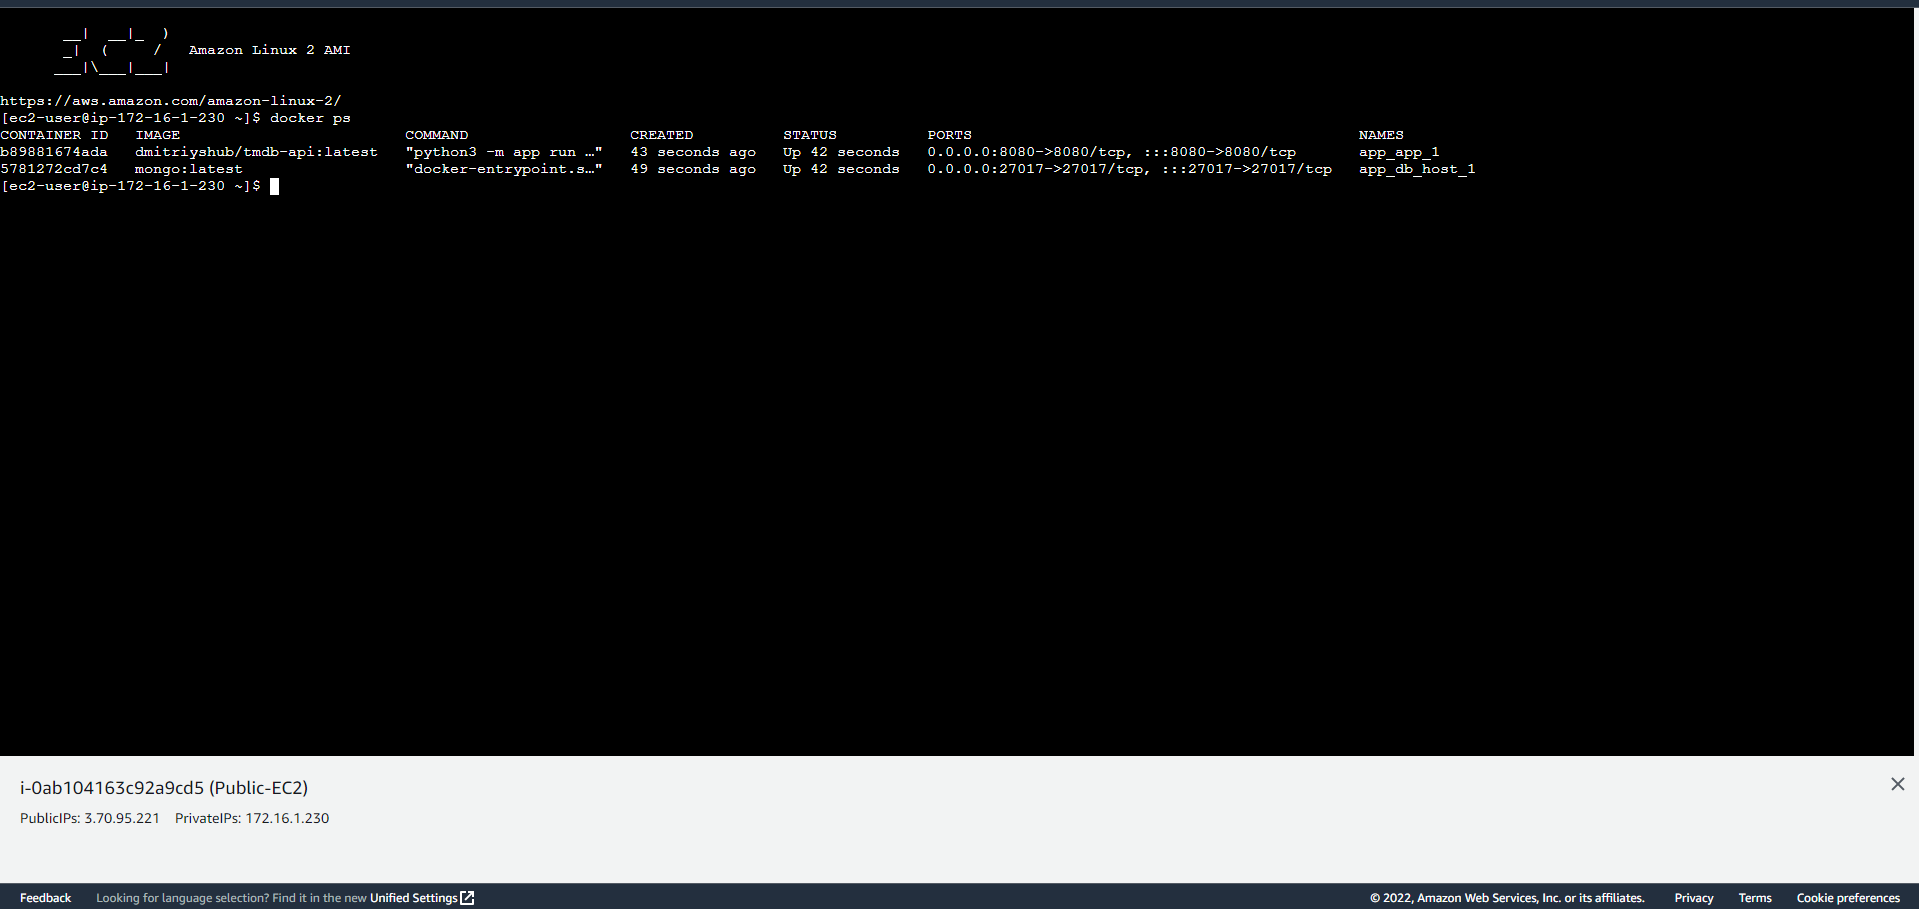 __|  __|_  )
       _|  (     /   Amazon Linux 2 AMI
      ___|\___|___|
https://aws.amazon.com/amazon-linux-2/
[ec2-user@ip-172-16-1-230 ~]$ docker ps
CONTAINER ID   IMAGE                         COMMAND                  CREATED          STATUS          PORTS                                           NAMES
b89881674ada   dmitriyshub/tmdb-api:latest   "python3 -m app run …"   43 seconds ago   Up 42 seconds   0.0.0.0:8080->8080/tcp, :::8080->8080/tcp       app_app_1
5781272cd7c4   mongo:latest                  "docker-entrypoint.s…"   49 seconds ago   Up 42 seconds   0.0.0.0:27017->27017/tcp, :::27017->27017/tcp   app_db_host_1
[ec2-user@ip-172-16-1-230 ~]$
i-0ab104163c92a9cd5 (Public-EC2)
PublicIPs: 3.70.95.221 PrivateIPs: 172.16.1.230
Feedback Looking for language selection? Find it in the new Unified Settings © 2022, Amazon Web Services, Inc. or its affiliates. Privacy Terms Cookie preferences